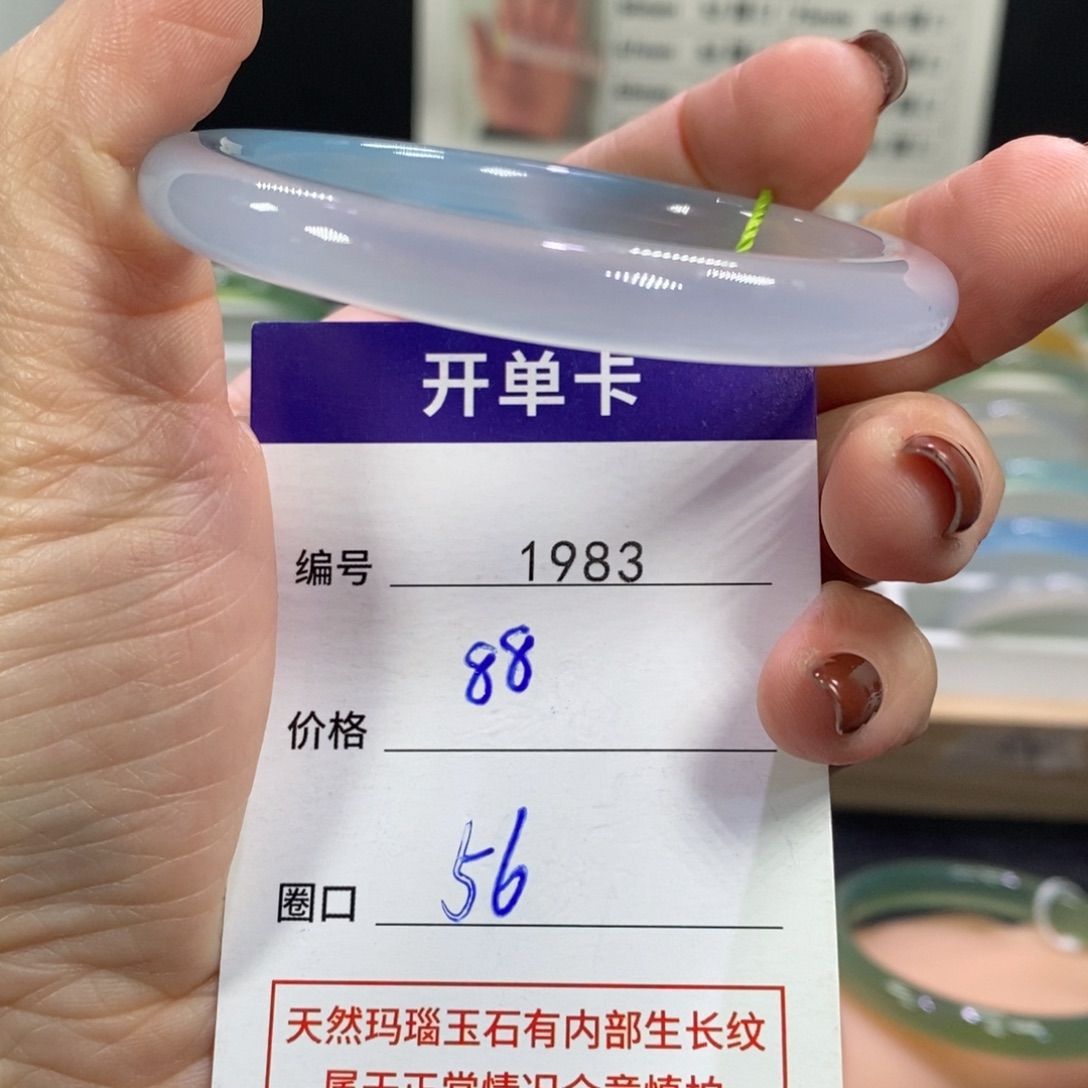 开单卡
编号 1983
价格 88
圈口 56
天然玛瑙玉石有内部生长纹